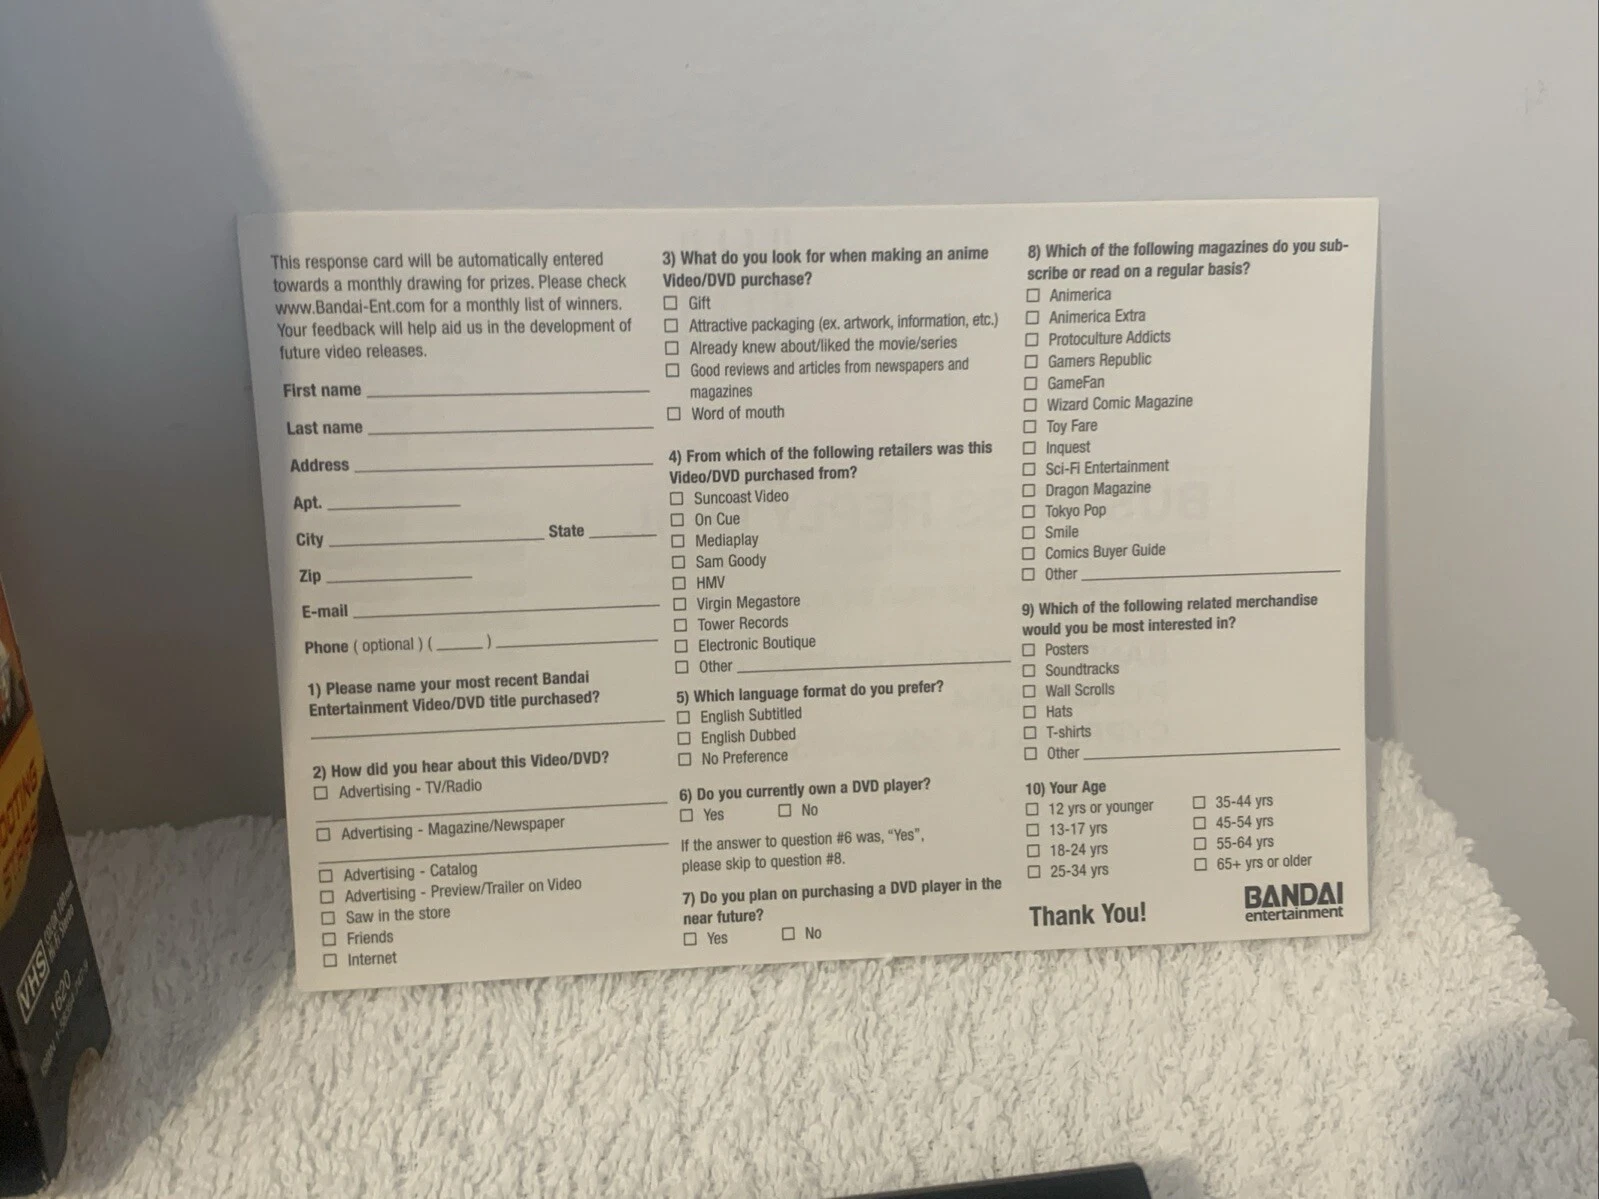 This response card will be automatically entered
towards a monthly drawing for prizes. Please check
www.Bandai-Ent.com for a monthly list of winners.
Your feedback will help aid us in the development of
future video releases.
First name
Last name
Address
Apt.
City State
Zip
E-mail
Phone ( optional ) ( )
1) Please name your most recent Bandai
Entertainment Video/DVD title purchased?
2) How did you hear about this Video/DVD?
Advertising - TV/Radio
Advertising - Magazine/Newspaper
Advertising - Catalog
Advertising - Preview/Trailer on Video
Saw in the store
Friends
Internet
3) What do you look for when making an anime
Video/DVD purchase?
Gift
Attractive packaging (ex. artwork, information, etc.)
Already knew about/liked the movie/series
Good reviews and articles from newspapers and
magazines
Word of mouth
4) From which of the following retailers was this
Video/DVD purchased from?
Suncoast Video
On Cue
Mediaplay
Sam Goody
HMV
Virgin Megastore
Tower Records
Electronic Boutique
Other
5) Which language format do you prefer?
English Subtitled
English Dubbed
No Preference
6) Do you currently own a DVD player?
Yes No
If the answer to question #6 was, “Yes”,
please skip to question #8.
7) Do you plan on purchasing a DVD player in the
near future?
Yes No
8) Which of the following magazines do you sub-
scribe or read on a regular basis?
Animerica
Animerica Extra
Protoculture Addicts
Gamers Republic
GameFan
Wizard Comic Magazine
Toy Fare
Inquest
Sci-Fi Entertainment
Dragon Magazine
Tokyo Pop
Smile
Comics Buyer Guide
Other
9) Which of the following related merchandise
would you be most interested in?
Posters
Soundtracks
Wall Scrolls
Hats
T-shirts
Other
10) Your Age
12 yrs or younger
13-17 yrs
18-24 yrs
25-34 yrs
35-44 yrs
45-54 yrs
55-64 yrs
65+ yrs or older
Thank You!
BANDAI
entertainment
VHS
1620